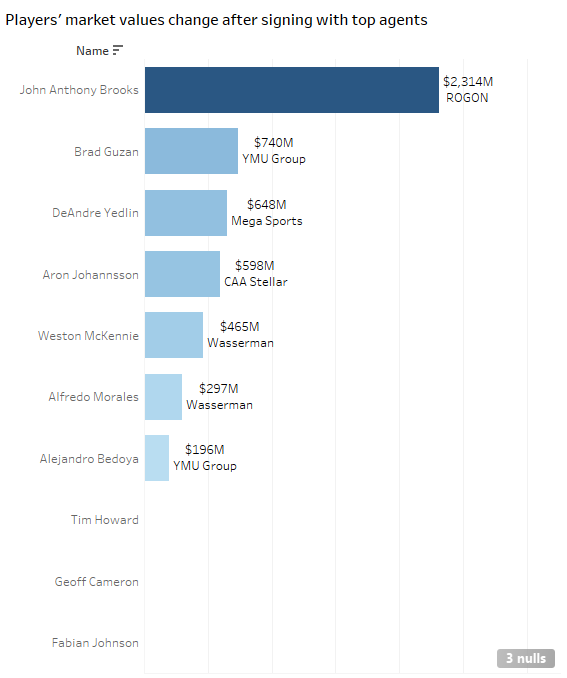 Players’ market values change after signing with top agents
Name
John Anthony Brooks
$2,314M
ROGON
Brad Guzan
$740M
YMU Group
DeAndre Yedlin
$648M
Mega Sports
Aron Johannsson
$598M
CAA Stellar
Weston McKennie
$465M
Wasserman
Alfredo Morales
$297M
Wasserman
Alejandro Bedoya
$196M
YMU Group
Tim Howard
Geoff Cameron
Fabian Johnson
3 nulls